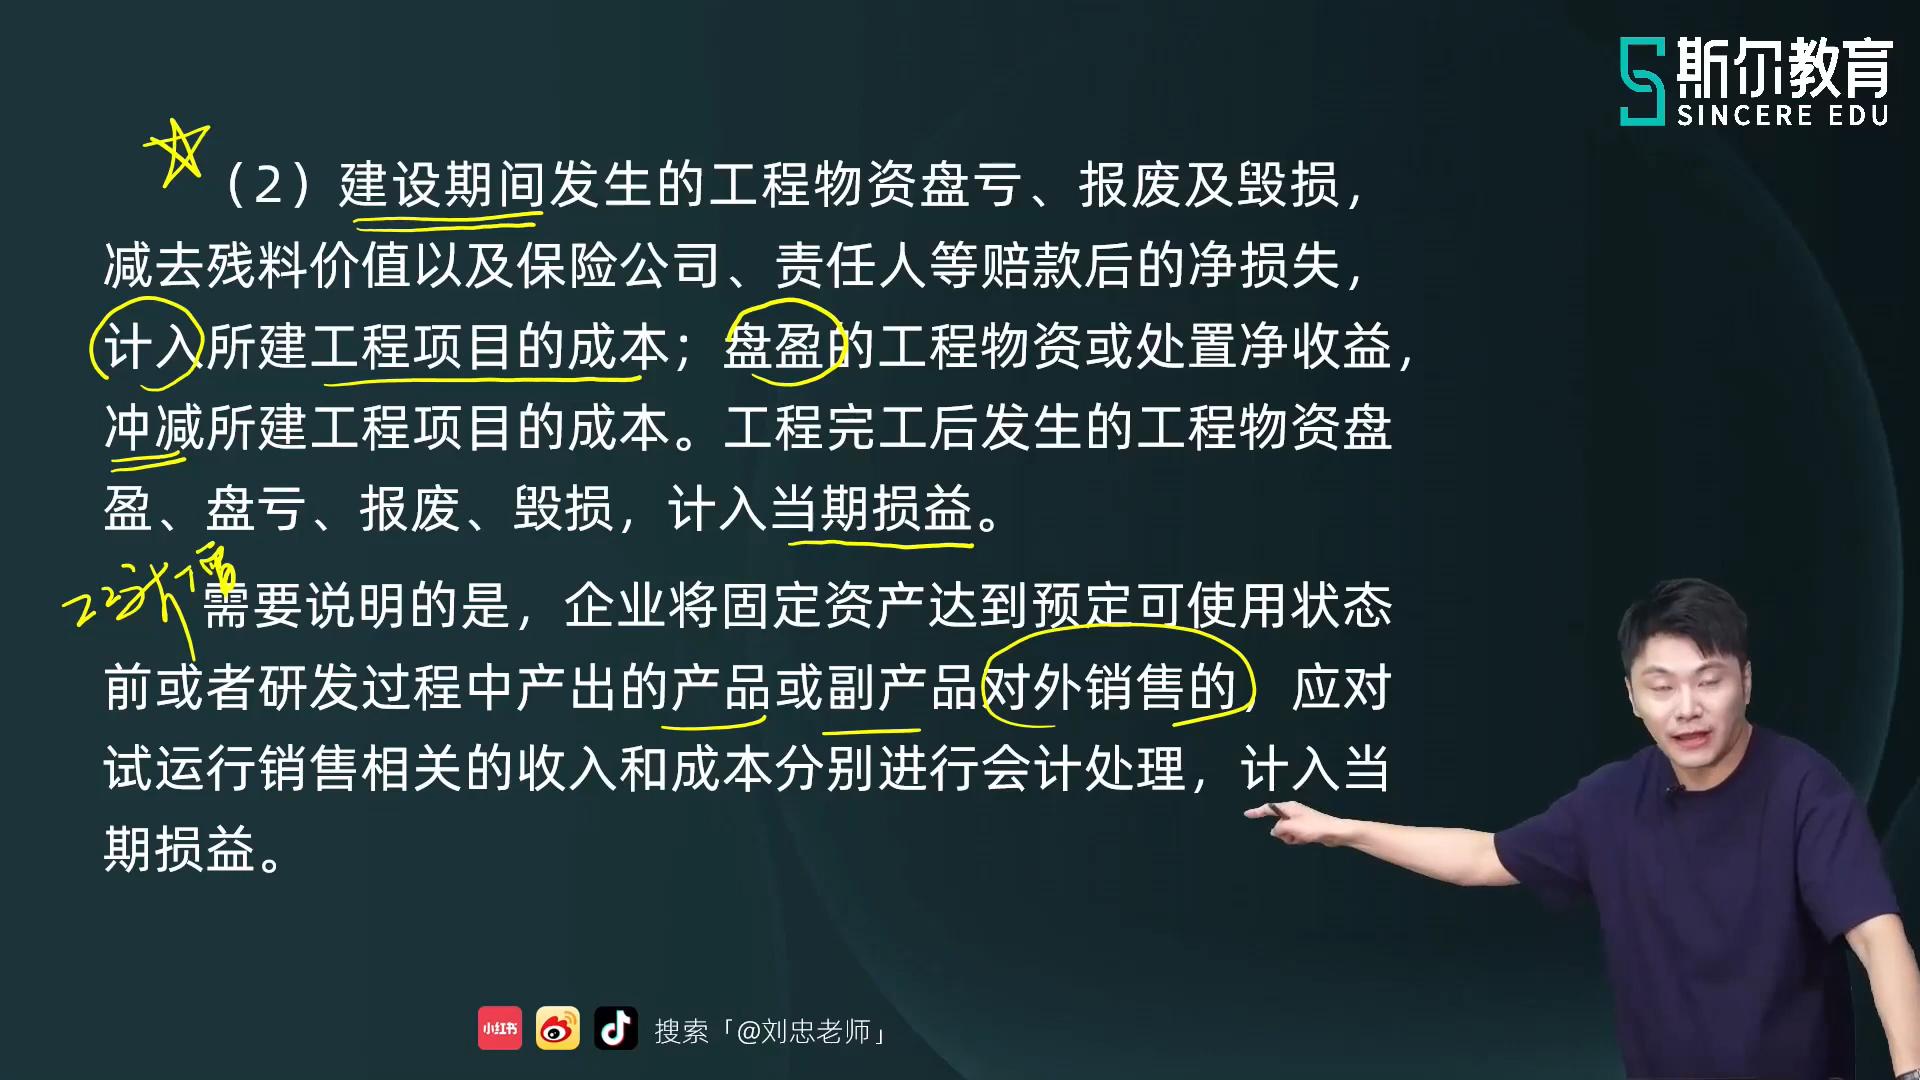 斯尔教育
SINCERE EDU
（2）建设期间发生的工程物资盘亏、报废及毁损，
减去残料价值以及保险公司、责任人等赔款后的净损失，
计入所建工程项目的成本；盘盈的工程物资或处置净收益，
冲减所建工程项目的成本。工程完工后发生的工程物资盘
盈、盘亏、报废、毁损，计入当期损益。
需要说明的是，企业将固定资产达到预定可使用状态
前或者研发过程中产出的产品或副产品对外销售的，应对
试运行销售相关的收入和成本分别进行会计处理，计入当
期损益。
小红书
搜索「@刘忠老师」